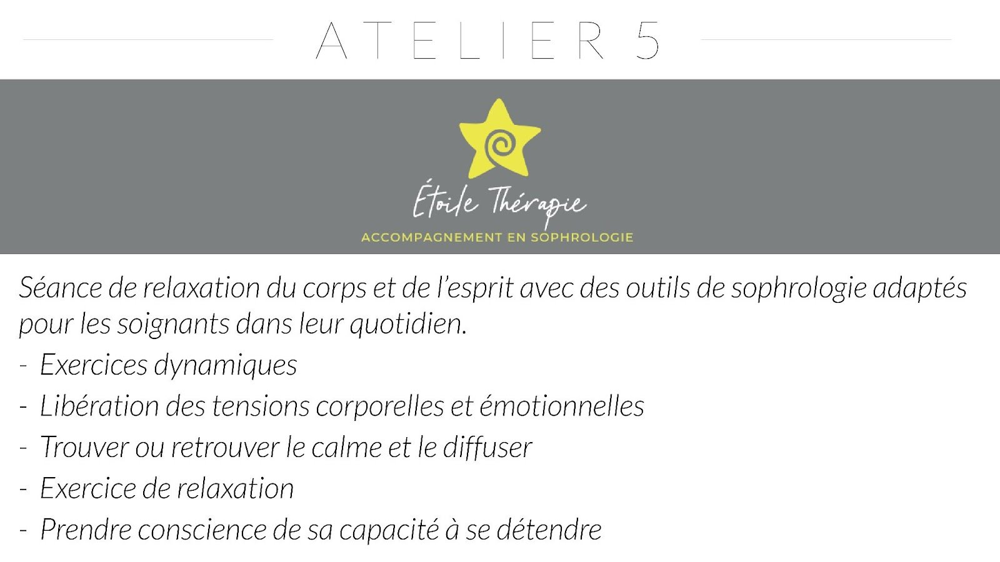 ATELIER 5
Étoile Thérapie
ACCOMPAGNEMENT EN SOPHROLOGIE
Séance de relaxation du corps et de l’esprit avec des outils de sophrologie adaptés
pour les soignants dans leur quotidien.
- Exercices dynamiques
- Libération des tensions corporelles et émotionnelles
- Trouver ou retrouver le calme et le diffuser
- Exercice de relaxation
- Prendre conscience de sa capacité à se détendre